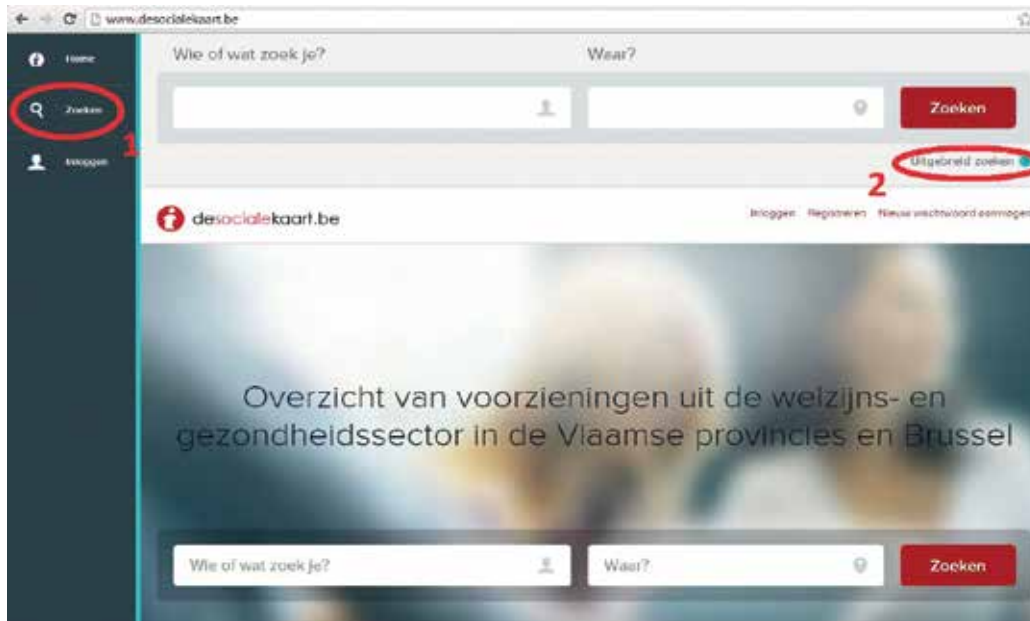 www.desocialekaart.be
Home
Zoeken
1
Inloggen
Wie of wat zoek je?
Waar?
Zoeken
Uitgebreid zoeken
2
desocialekaart.be
Inloggen Registreren Nieuw wachtwoord aanvragen
Overzicht van voorzieningen uit de welzijns- en
gezondheidssector in de Vlaamse provincies en Brussel
Wie of wat zoek je?
Waar?
Zoeken